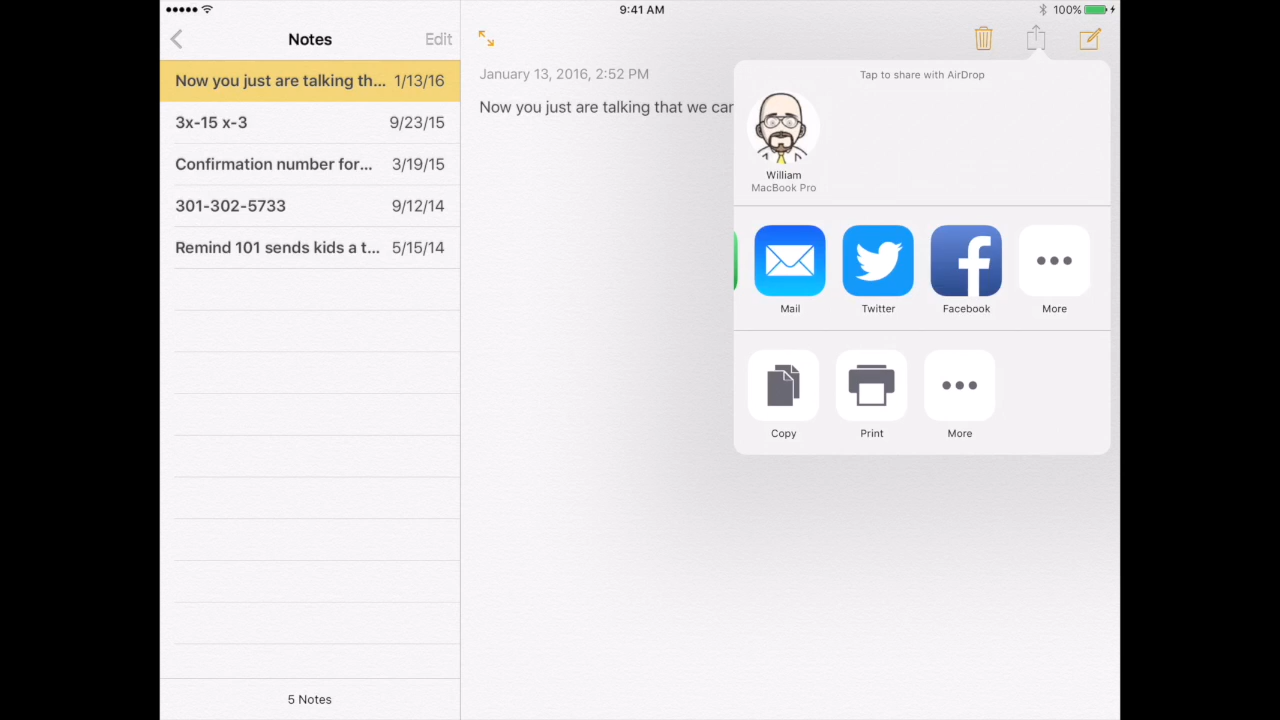 9:41 AM
100%
Notes
Edit
Now you just are talking th... 1/13/16
3x-15 x-3 9/23/15
Confirmation number for... 3/19/15
301-302-5733 9/12/14
Remind 101 sends kids a t... 5/15/14
5 Notes
January 13, 2016, 2:52 PM
Now you just are talking that we can
Tap to share with AirDrop
William
MacBook Pro
Mail Twitter Facebook More
Copy Print More